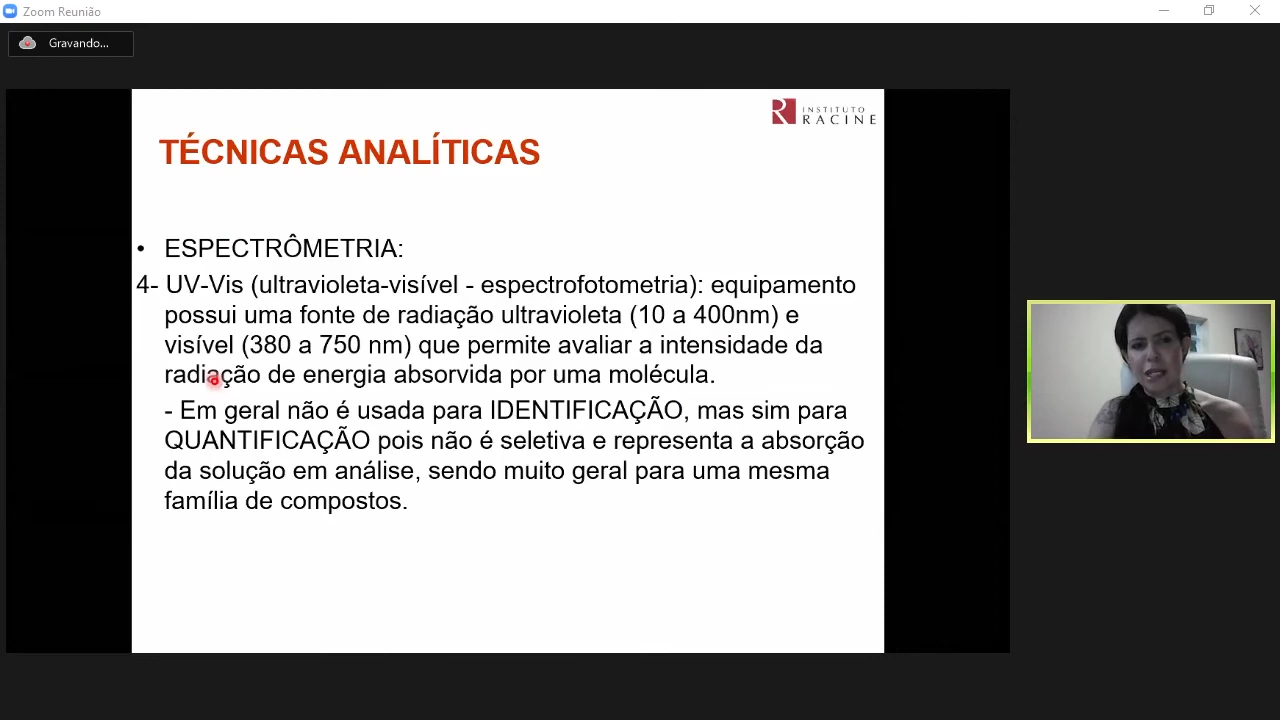 Zoom Reunião
Gravando...
INSTITUTO
RACINE
TÉCNICAS ANALÍTICAS
• ESPECTRÔMETRIA:
4- UV-Vis (ultravioleta-visível - espectrofotometria): equipamento
possui uma fonte de radiação ultravioleta (10 a 400nm) e
visível (380 a 750 nm) que permite avaliar a intensidade da
radiação de energia absorvida por uma molécula.
- Em geral não é usada para IDENTIFICAÇÃO, mas sim para
QUANTIFICAÇÃO pois não é seletiva e representa a absorção
da solução em análise, sendo muito geral para uma mesma
família de compostos.